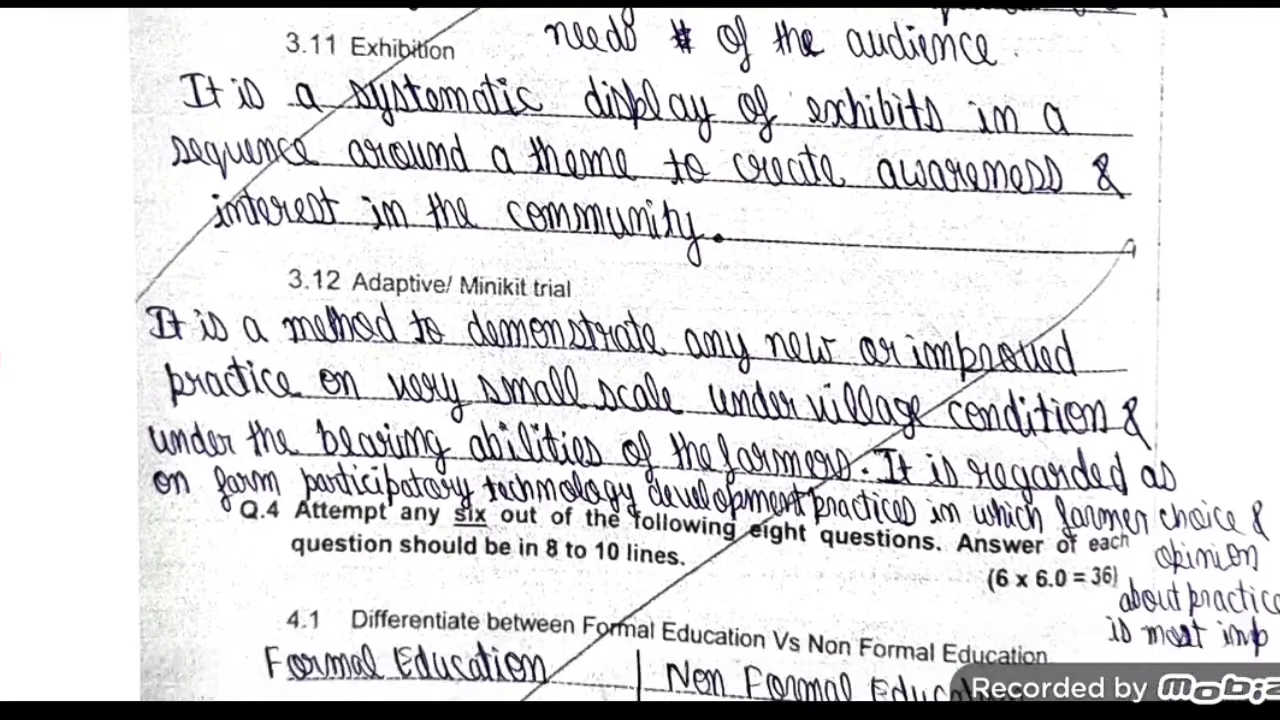 needs of the audience.
3.11 Exhibition
It is a systematic display of exhibits in a
sequence around a theme to create awareness &
interest in the community.
3.12 Adaptive/ Minikit trial
It is a method to demonstrate any new or improved
practice on very small scale under village condition &
under the bearing abilities of the farmers. It is regarded as
on farm participatory technology development practices in which farmer choice &
opinion
about practice
is most imp
Q.4 Attempt any six out of the following eight questions. Answer of each
question should be in 8 to 10 lines.
(6 x 6.0 = 36)
4.1 Differentiate between Formal Education Vs Non Formal Education
Formal Education
Non Formal Educa
Recorded by